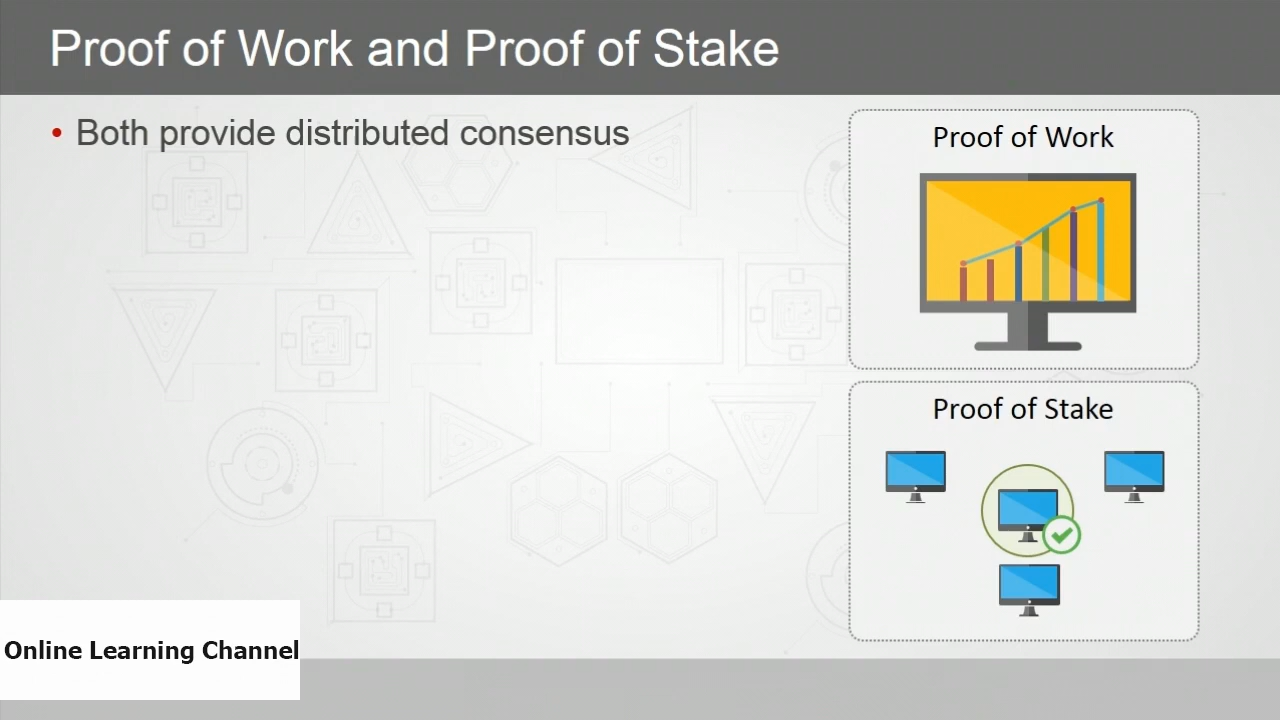 Proof of Work and Proof of Stake
• Both provide distributed consensus
Proof of Work
Proof of Stake
Online Learning Channel